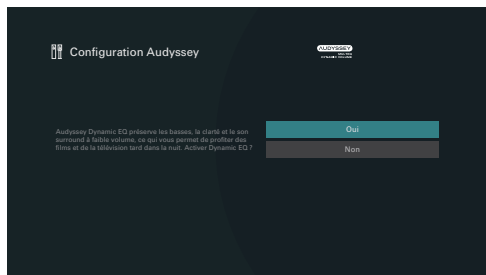 Configuration Audyssey
AUDYSSEY
DYNAMIC VOLUME
Audyssey Dynamic EQ préserve les basses, la clarté et le son
surround à faible volume, ce qui vous permet de profiter des
films et de la télévision tard dans la nuit. Activer Dynamic EQ ?
Oui
Non